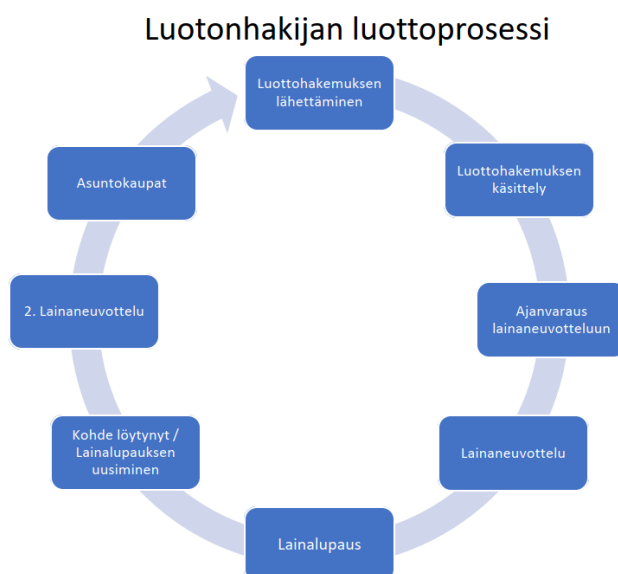 Luotonhakijan luottoprosessi
Luottohakemuksen
lähettäminen
Luottohakemuksen
käsittely
Ajanvaraus
lainaneuvotteluun
Lainaneuvottelu
Lainalupaus
Kohde löytynyt /
Lainalupauksen
uusiminen
2. Lainaneuvottelu
Asuntokaupat